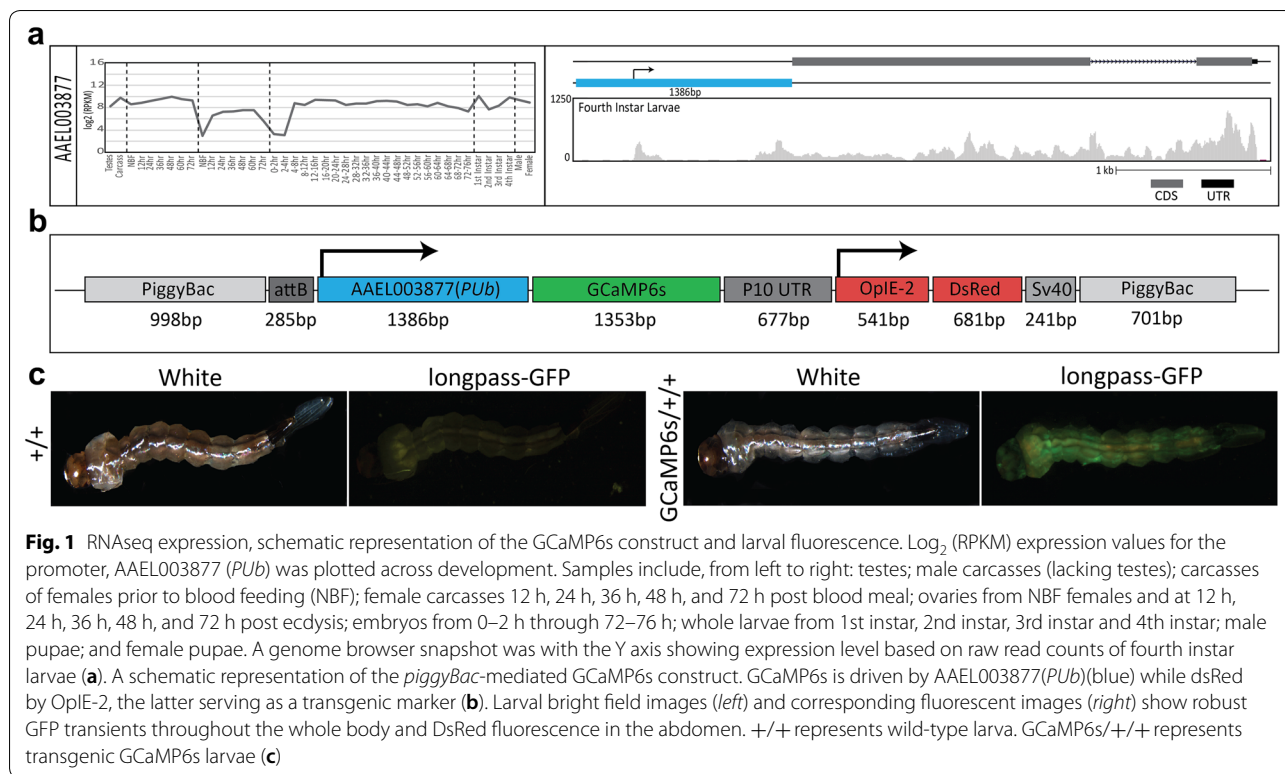 a
AAEL003877
log2(RPKM)
16
12
8
4
0
Testes
Carcass
NBF
12hr
24hr
36hr
48hr
60hr
72hr
NBF
12hr
24hr
36hr
48hr
60hr
72hr
0-2hr
2-4hr
4-8hr
8-12hr
12-16hr
16-20hr
20-24hr
24-28hr
28-32hr
32-36hr
36-40hr
40-44hr
44-48hr
48-52hr
52-56hr
56-60hr
60-64hr
64-68hr
68-72hr
72-76hr
1st Instar
2nd Instar
3rd Instar
4th Instar
Male
Female
1386bp
1250
Fourth Instar Larvae
0
1 kb
CDS
UTR
b
PiggyBac
attB
AAEL003877(PUb)
GCaMP6s
P10 UTR
OpIE-2
DsRed
Sv40
PiggyBac
998bp
285bp
1386bp
1353bp
677bp
541bp
681bp
241bp
701bp
c
White
longpass-GFP
White
longpass-GFP
+/+
GCaMP6s/+/+
Fig. 1 RNAseq expression, schematic representation of the GCaMP6s construct and larval fluorescence. Log2 (RPKM) expression values for the
promoter, AAEL003877 (PUb) was plotted across development. Samples include, from left to right: testes; male carcasses (lacking testes); carcasses
of females prior to blood feeding (NBF); female carcasses 12 h, 24 h, 36 h, 48 h, and 72 h post blood meal; ovaries from NBF females and at 12 h,
24 h, 36 h, 48 h, and 72 h post ecdysis; embryos from 0–2 h through 72–76 h; whole larvae from 1st instar, 2nd instar, 3rd instar and 4th instar; male
pupae; and female pupae. A genome browser snapshot was with the Y axis showing expression level based on raw read counts of fourth instar
larvae (a). A schematic representation of the piggyBac-mediated GCaMP6s construct. GCaMP6s is driven by AAEL003877(PUb)(blue) while dsRed
by OpIE-2, the latter serving as a transgenic marker (b). Larval bright field images (left) and corresponding fluorescent images (right) show robust
GFP transients throughout the whole body and DsRed fluorescence in the abdomen. +/+ represents wild-type larva. GCaMP6s/+/+ represents
transgenic GCaMP6s larvae (c)